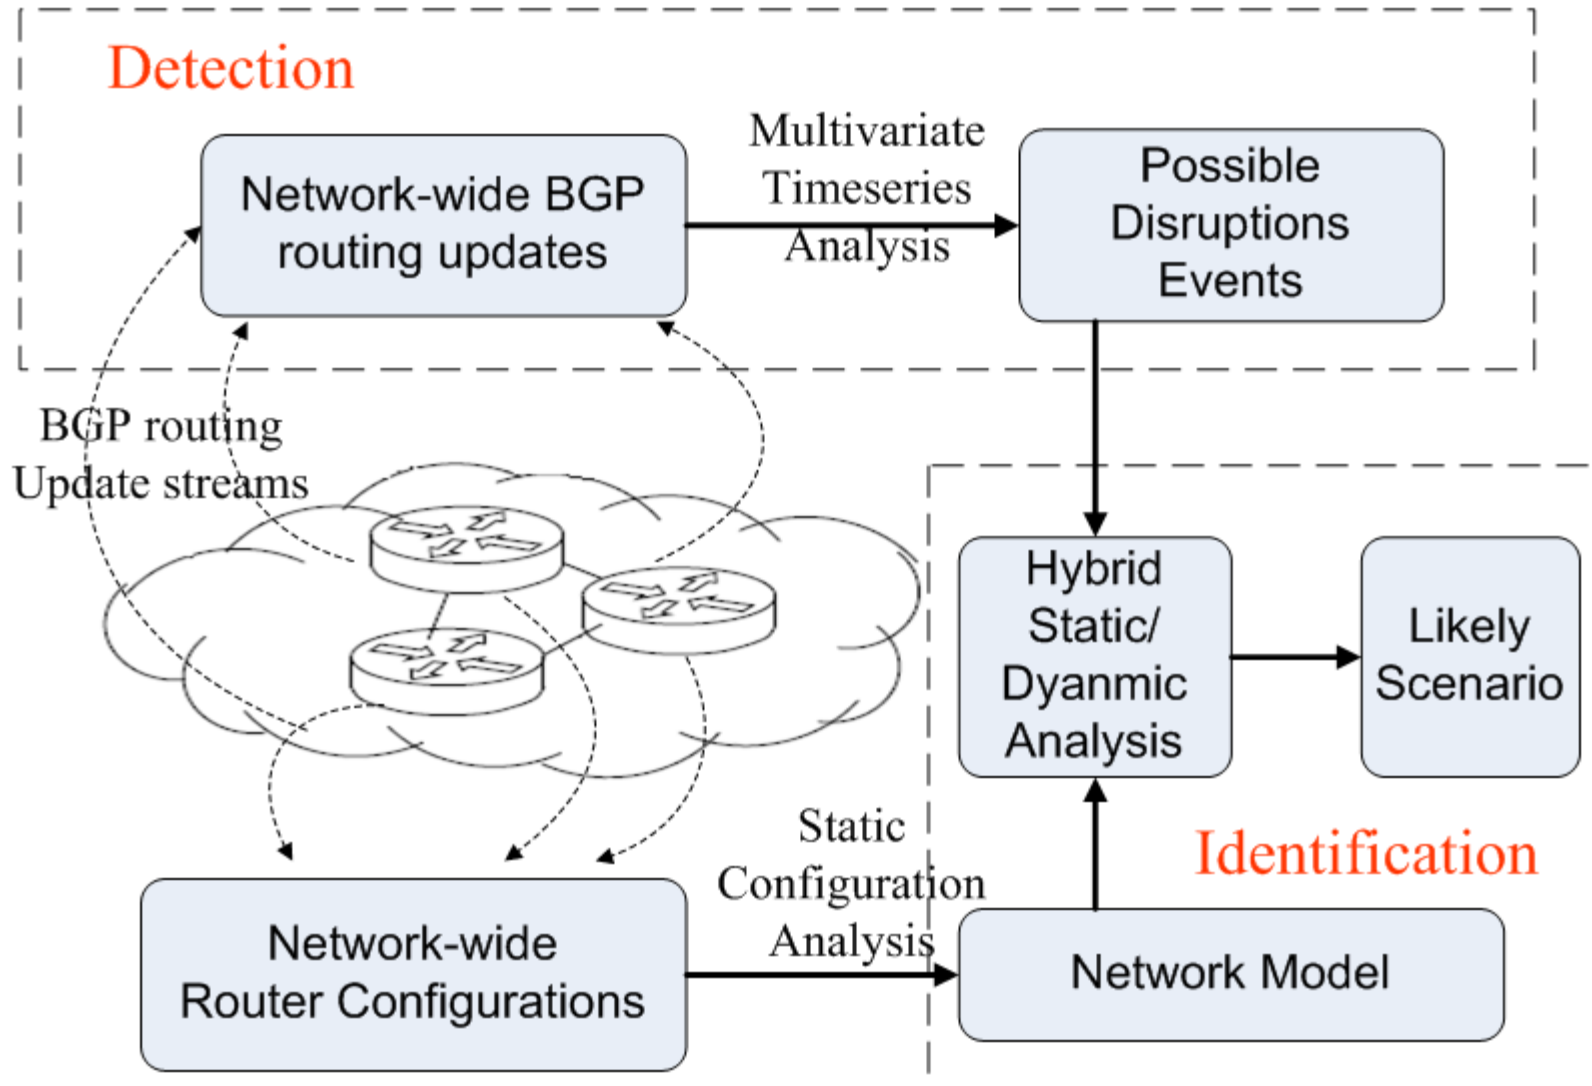 Detection
Network-wide BGP
routing updates
Multivariate
Timeseries
Analysis
Possible
Disruptions
Events
BGP routing
Update streams
Hybrid
Static/
Dyanmic
Analysis
Likely
Scenario
Identification
Static
Configuration
Analysis
Network-wide
Router Configurations
Network Model